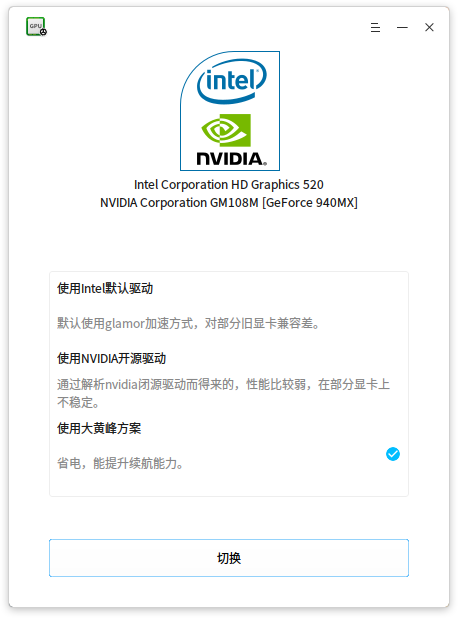 GPU
intel
NVIDIA.
Intel Corporation HD Graphics 520
NVIDIA Corporation GM108M [GeForce 940MX]
使用Intel默认驱动
默认使用glamor加速方式，对部分旧显卡兼容差。
使用NVIDIA开源驱动
通过解析nvidia闭源驱动而得来的，性能比较弱，在部分显卡上
不稳定。
使用大黄峰方案
省电，能提升续航能力。
切换